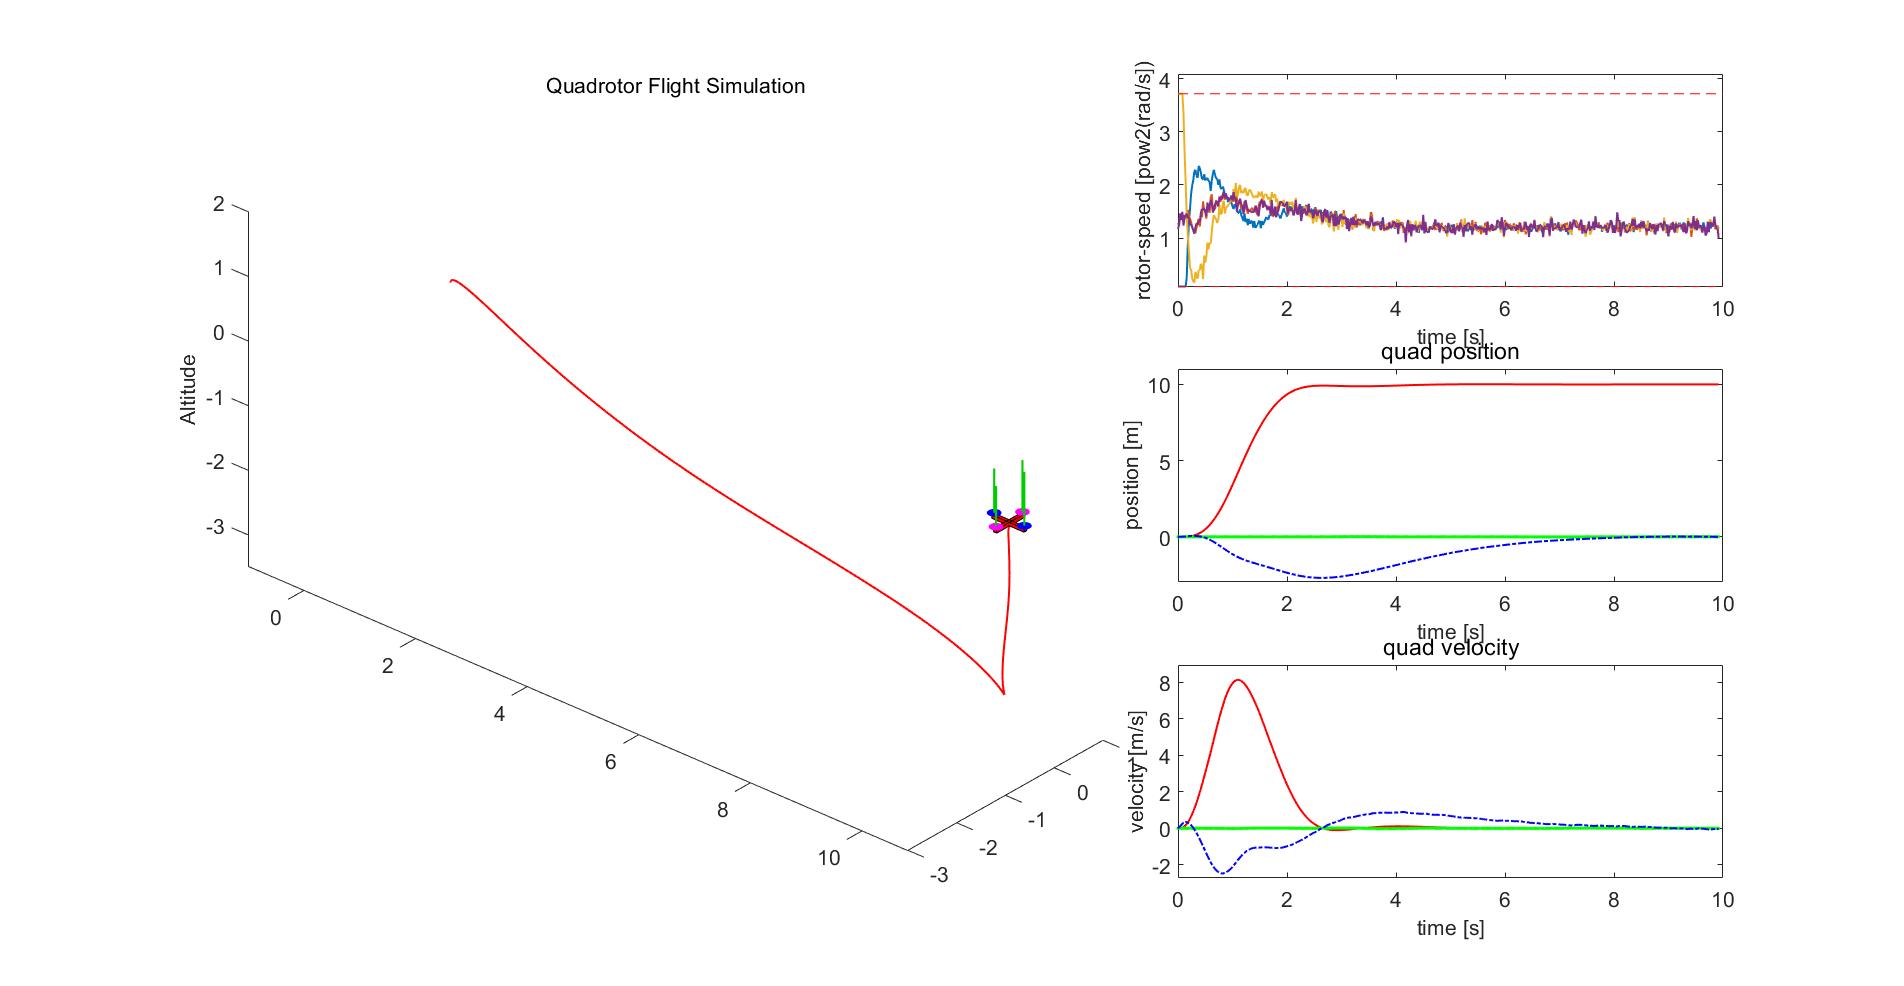 Quadrotor Flight Simulation
2
1
0
-1
-2
-3
Altitude
0
2
4
6
8
10
-3
-2
-1
0
4
3
2
1
rotor-speed [pow2(rad/s])
0 2 4 6 8 10
time [s]
quad position
10
5
0
position [m]
0 2 4 6 8 10
time [s]
quad velocity
8
6
4
2
0
-2
velocity [m/s]
0 2 4 6 8 10
time [s]